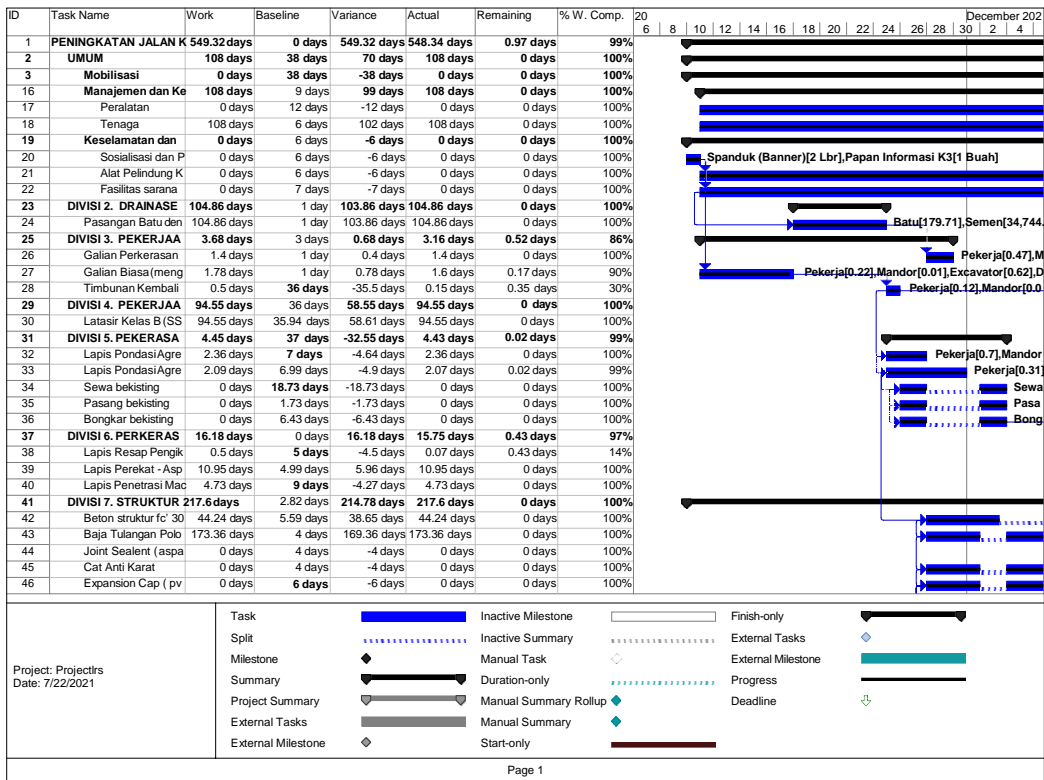 ID Task Name Work Baseline Variance Actual Remaining % W. Comp. 20 December 202
6 8 10 12 14 16 18 20 22 24 26 28 30 2 4
1 PENINGKATAN JALAN K 549.32 days 0 days 549.32 days 548.34 days 0.97 days 99%
2 UMUM 108 days 38 days 70 days 108 days 0 days 100%
3 Mobilisasi 0 days 38 days -38 days 0 days 0 days 100%
16 Manajemen dan Ke 108 days 9 days 99 days 108 days 0 days 100%
17 Peralatan 0 days 12 days -12 days 0 days 0 days 100%
18 Tenaga 108 days 6 days 102 days 108 days 0 days 100%
19 Keselamatan dan 0 days 6 days -6 days 0 days 0 days 100%
20 Sosialisasi dan P 0 days 6 days -6 days 0 days 0 days 100% Spanduk (Banner)[2 Lbr],Papan Informasi K3[1 Buah]
21 Alat Pelindung K 0 days 6 days -6 days 0 days 0 days 100%
22 Fasilitas sarana 0 days 7 days -7 days 0 days 0 days 100%
23 DIVISI 2. DRAINASE 104.86 days 1 day 103.86 days 104.86 days 0 days 100%
24 Pasangan Batu den 104.86 days 1 day 103.86 days 104.86 days 0 days 100% Batu[179.71],Semen[34,744.
25 DIVISI 3. PEKERJAA 3.68 days 3 days 0.68 days 3.16 days 0.52 days 86%
26 Galian Perkerasan 1.4 days 1 day 0.4 days 1.4 days 0 days 100% Pekerja[0.47],M
27 Galian Biasa (meng 1.78 days 1 day 0.78 days 1.6 days 0.17 days 90% Pekerja[0.22],Mandor[0.01],Excavator[0.62],D
28 Timbunan Kembali 0.5 days 36 days -35.5 days 0.15 days 0.35 days 30% Pekerja[0.12],Mandor[0.0
29 DIVISI 4. PEKERJAA 94.55 days 36 days 58.55 days 94.55 days 0 days 100%
30 Latasir Kelas B (SS 94.55 days 35.94 days 58.61 days 94.55 days 0 days 100%
31 DIVISI 5. PEKERASA 4.45 days 37 days -32.55 days 4.43 days 0.02 days 99%
32 Lapis Pondasi Agre 2.36 days 7 days -4.64 days 2.36 days 0 days 100% Pekerja[0.7],Mandor
33 Lapis Pondasi Agre 2.09 days 6.99 days -4.9 days 2.07 days 0.02 days 99% Pekerja[0.31]
34 Sewa bekisting 0 days 18.73 days -18.73 days 0 days 0 days 100% Sewa
35 Pasang bekisting 0 days 1.73 days -1.73 days 0 days 0 days 100% Pasa
36 Bongkar bekisting 0 days 6.43 days -6.43 days 0 days 0 days 100% Bong
37 DIVISI 6. PERKERAS 16.18 days 0 days 16.18 days 15.75 days 0.43 days 97%
38 Lapis Resap Pengik 0.5 days 5 days -4.5 days 0.07 days 0.43 days 14%
39 Lapis Perekat - Asp 10.95 days 4.99 days 5.96 days 10.95 days 0 days 100%
40 Lapis Penetrasi Mac 4.73 days 9 days -4.27 days 4.73 days 0 days 100%
41 DIVISI 7. STRUKTUR 217.6 days 2.82 days 214.78 days 217.6 days 0 days 100%
42 Beton struktur fc' 30 44.24 days 5.59 days 38.65 days 44.24 days 0 days 100%
43 Baja Tulangan Polo 173.36 days 4 days 169.36 days 173.36 days 0 days 100%
44 Joint Sealent (aspa 0 days 4 days -4 days 0 days 0 days 100%
45 Cat Anti Karat 0 days 4 days -4 days 0 days 0 days 100%
46 Expansion Cap ( pv 0 days 6 days -6 days 0 days 0 days 100%
Project: Projectlrs
Date: 7/22/2021
Task Inactive Milestone Finish-only
Split Inactive Summary External Tasks
Milestone Manual Task External Milestone
Summary Duration-only Progress
Project Summary Manual Summary Rollup Deadline
External Tasks Manual Summary
External Milestone Start-only
Page 1